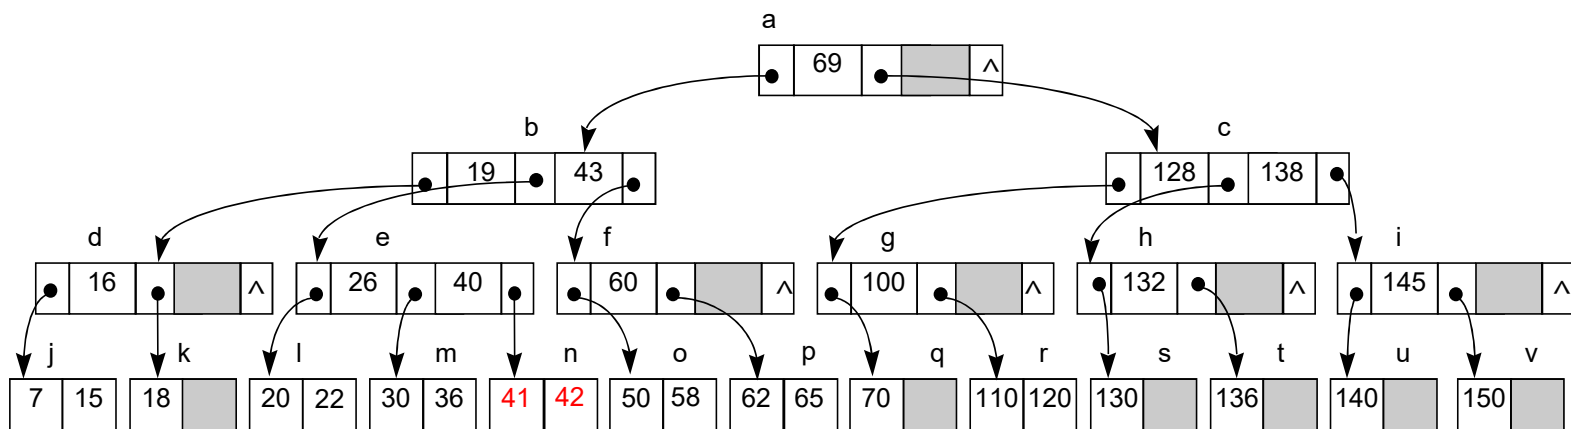 a
69 ^
b c
19 43 128 138
d e f g h i
16 ^ 26 40 60 ^ 100 ^ 132 ^ 145 ^
j k l m n o p q r s t u v
7 15 18 20 22 30 36 41 42 50 58 62 65 70 110 120 130 136 140 150